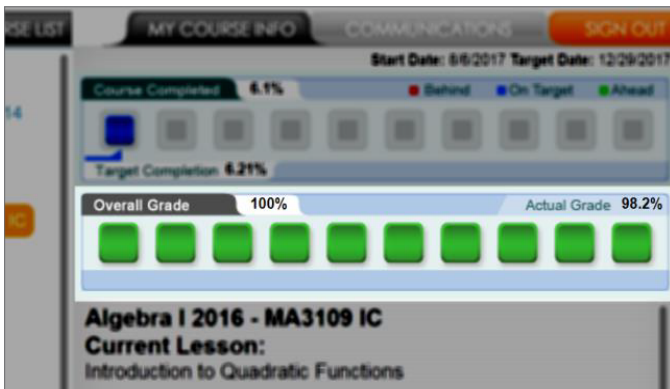 RSE LIST MY COURSE INFO COMMUNICATIONS SIGN OUT
Start Date: 8/6/2017 Target Date: 12/29/2017
Course Completed 6.1% Behind On Target Ahead
14
Target Completion 6.21%
Overall Grade 100% Actual Grade 98.2%
IC
Algebra I 2016 - MA3109 IC
Current Lesson:
Introduction to Quadratic Functions